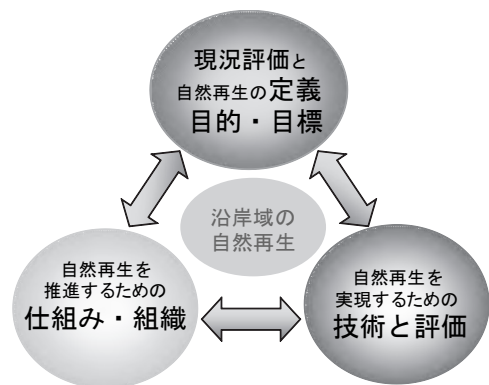 現況評価と
自然再生の定義
目的・目標
沿岸域の
自然再生
自然再生を
推進するための
仕組み・組織
自然再生を
実現するための
技術と評価